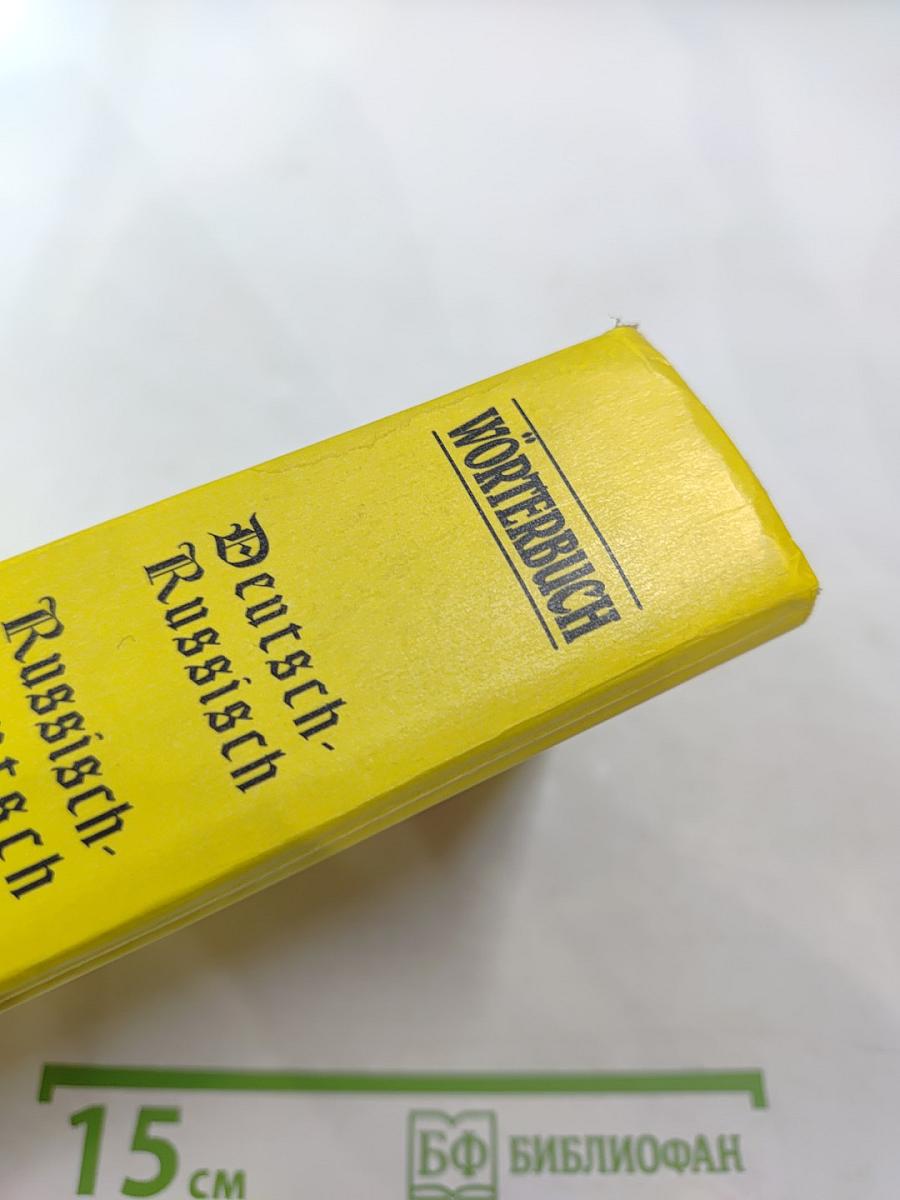 WÖRTERBUCH
Deutsch-
Russisch
Russisch-
15 см
БФ БИБЛИОФАН